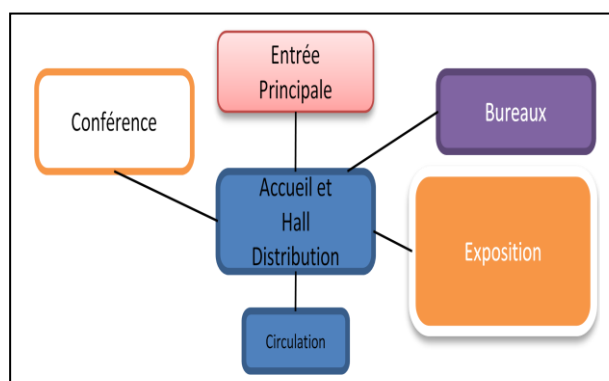 Entrée
Principale
Conférence
Bureaux
Accueil et
Hall
Distribution
Exposition
Circulation